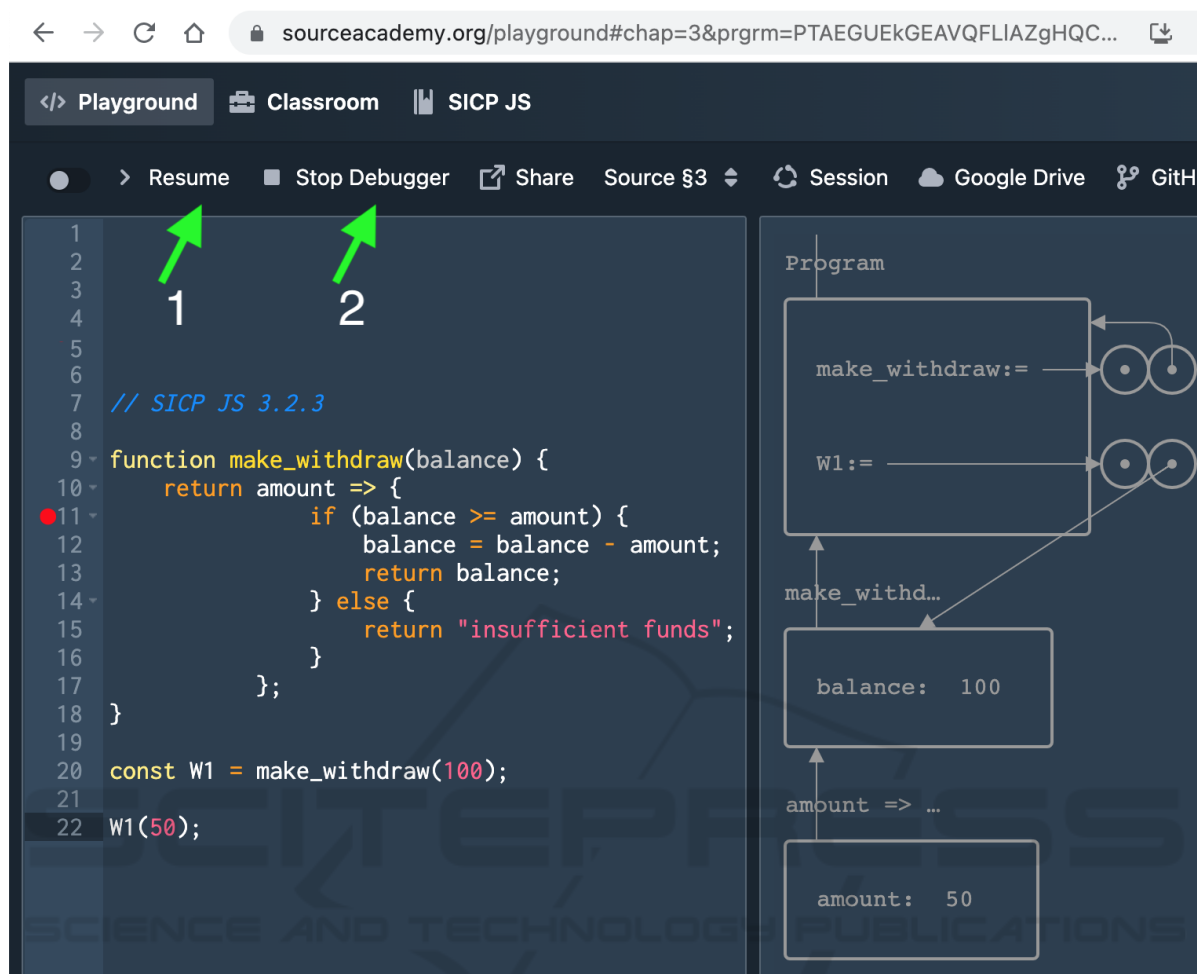 sourceacademy.org/playground#chap=3&prgrm=PTAEGUEkGEAVQFLIAZgHQC...
</> Playground Classroom SICP JS
Resume Stop Debugger Share Source §3 Session Google Drive GitH
1 2
1
2
3
4
5
6
7 // SICP JS 3.2.3
8
9 function make_withdraw(balance) {
10 return amount => {
11 if (balance >= amount) {
12 balance = balance - amount;
13 return balance;
14 } else {
15 return "insufficient funds";
16 }
17 };
18 }
19
20 const W1 = make_withdraw(100);
21
22 W1(50);
Program
make_withdraw:=
W1:=
make_withd…
balance: 100
amount => …
amount: 50
SCITEPRESS
SCIENCE AND TECHNOLOGY PUBLICATIONS